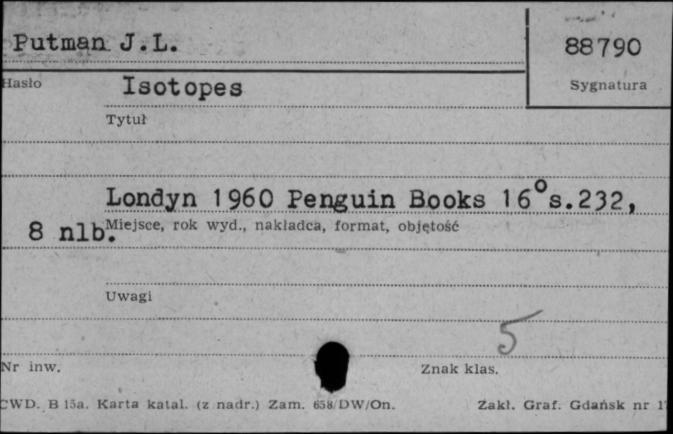 Putman J.L.
88790
Hasło
Isotopes
Sygnatura
Tytuł
Londyn 1960 Penguin Books 16°s.232,
8 nlb.
Miejsce, rok wyd., nakładca, format, objętość
Uwagi
5
Nr inw.
Znak klas.
CWD. B 15a. Karta katal. (z nadr.) Zam. 658/DW/On.
Zakł. Graf. Gdańsk nr